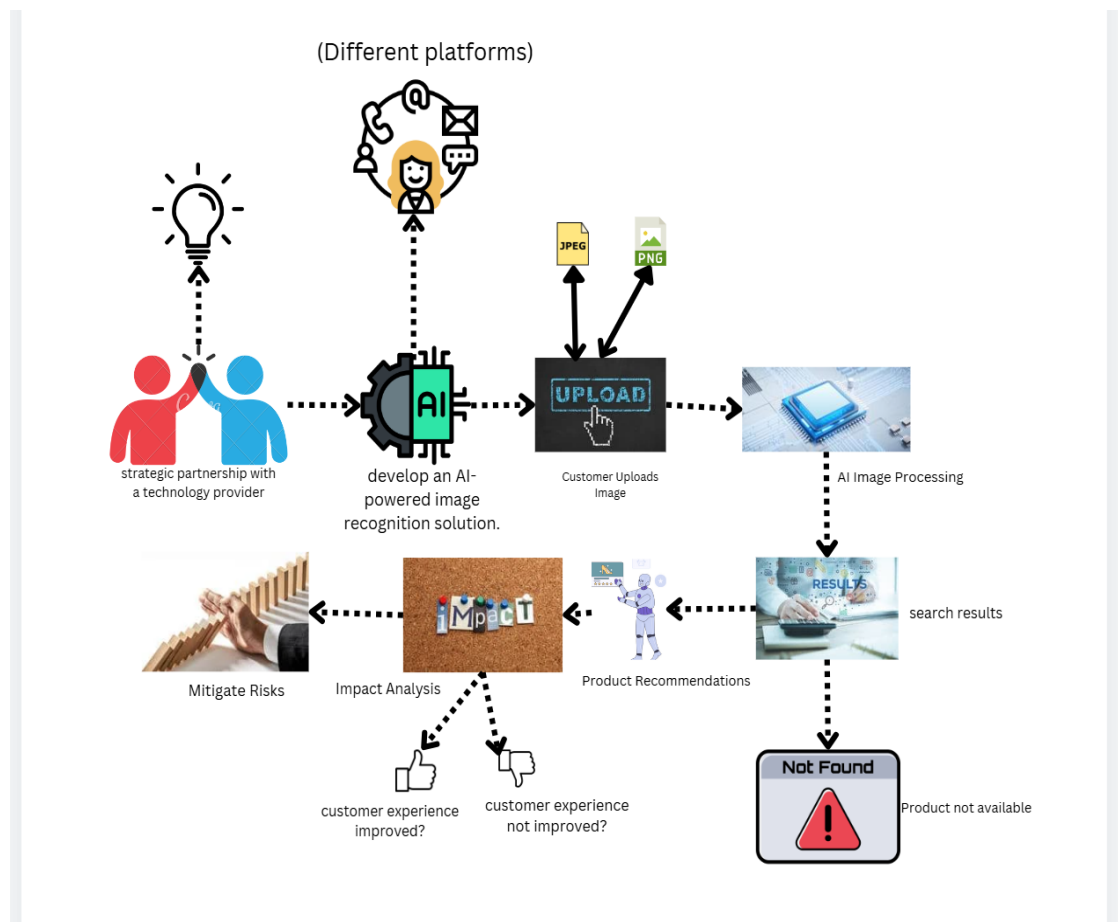 (Different platforms)
@
JPEG
PNG
AI
UPLOAD
strategic partnership with
a technology provider
develop an AI-
powered image
recognition solution.
Customer Uploads
Image
AI Image Processing
RESULTS
search results
iMpacT
Product Recommendations
Impact Analysis
Mitigate Risks
Not Found
!
Product not available
customer experience
improved?
customer experience
not improved?